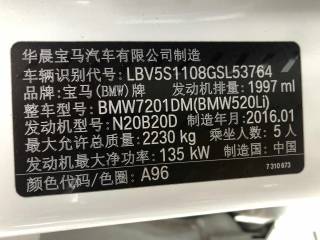 华晨宝马汽车有限公司制造
车辆识别代号: LBV5S1108GSL53764
品牌: 宝马(BMW)牌 发动机排量: 1997 ml
整车型号: BMW7201DM(BMW520Li)
发动机型号: N20B20D 制造年月: 2016.01
最大允许总质量: 2230 kg 乘坐人数: 5 人
发动机最大净功率: 135 kW 制造国: 中国
颜色代码/色圈: A96
7 310 673